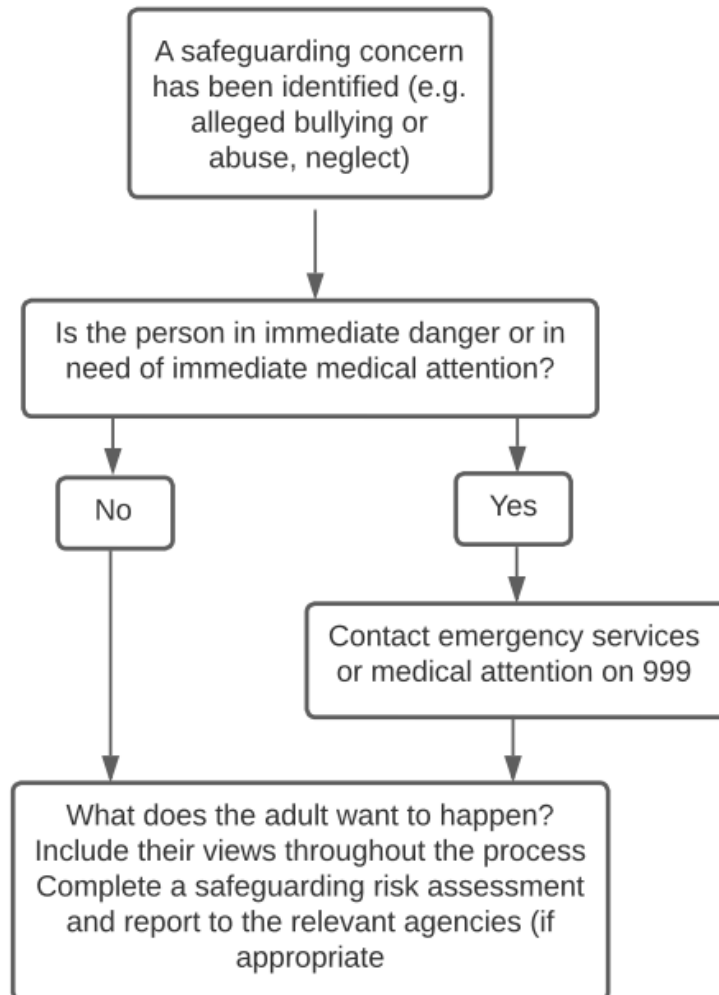 A safeguarding concern
has been identified (e.g.
alleged bullying or
abuse, neglect)
Is the person in immediate danger or in
need of immediate medical attention?
No
Yes
Contact emergency services
or medical attention on 999
What does the adult want to happen?
Include their views throughout the process
Complete a safeguarding risk assessment
and report to the relevant agencies (if
appropriate